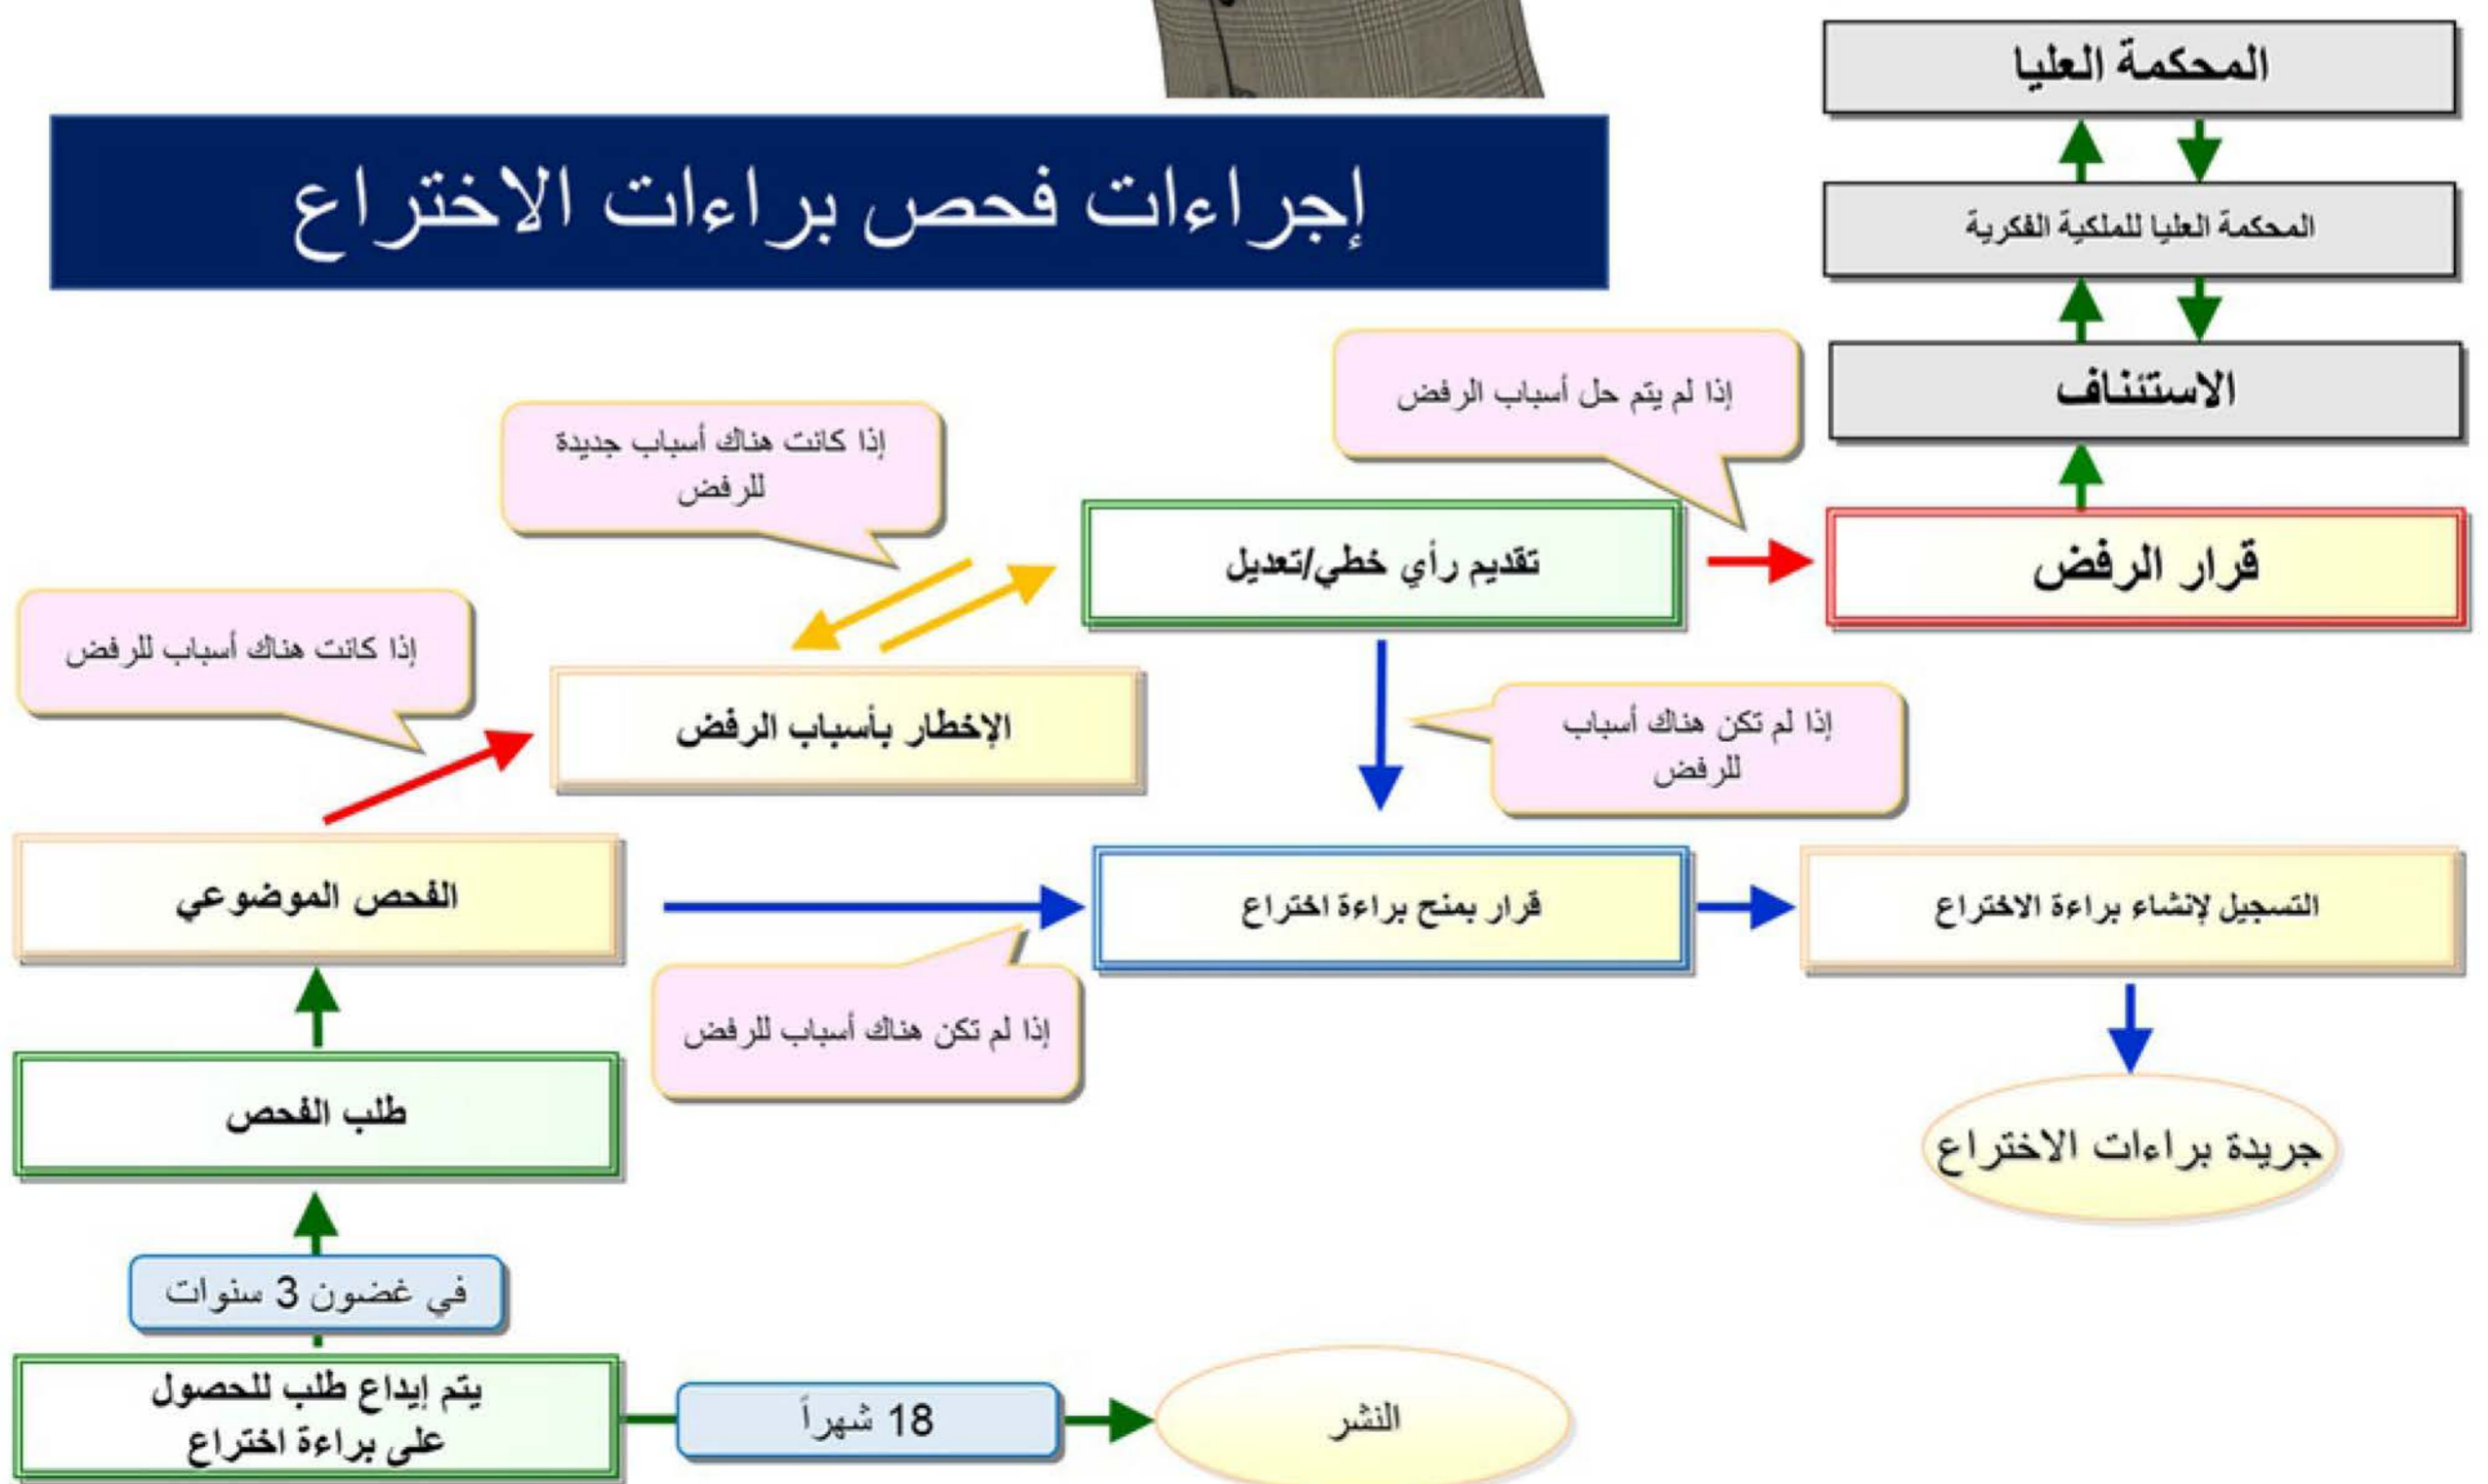 المحكمة العليا
إجراءات فحص براءات الاختراع
المحكمة العليا للملكية الفكرية
إذا لم يتم حل أسباب الرفض
الاستئناف
إذا كانت هناك أسباب جديدة
للرفض
تقديم رأي خطي/تعديل
قرار الرفض
إذا كانت هناك أسباب للرفض
الإخطار بأسباب الرفض
إذا لم تكن هناك أسباب
للرفض
الفحص الموضوعي
قرار بمنح براءة اختراع
التسجيل لإنشاء براءة الاختراع
إذا لم تكن هناك أسباب للرفض
طلب الفحص
جريدة براءات الاختراع
في غضون 3 سنوات
يتم إيداع طلب للحصول
على براءة اختراع
18 شهراً
النشر